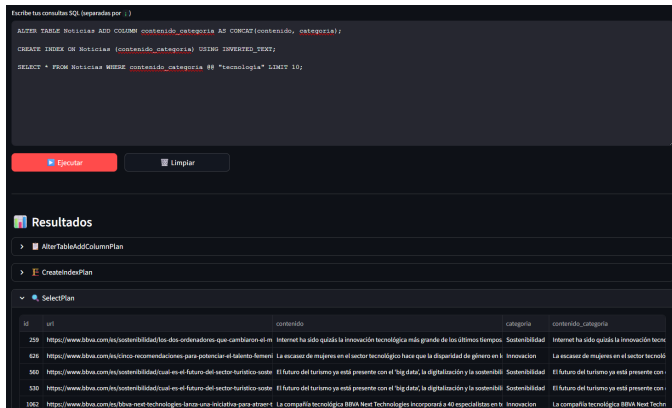 Escribe tus consultas SQL (separadas por ; )
ALTER TABLE Noticias ADD COLUMN contenido_categoria AS CONCAT(contenido, categoria);
CREATE INDEX ON Noticias (contenido_categoria) USING INVERTED_TEXT;
SELECT * FROM Noticias WHERE contenido_categoria @@ "tecnología" LIMIT 10;
Ejecutar Limpiar
Resultados
AlterTableAddColumnPlan
CreateIndexPlan
SelectPlan
id url contenido categoria contenido_categoria
259 https://www.bbva.com/es/sostenibilidad/los-dos-ordenadores-que-cambiaron-el-m Internet ha sido quizás la innovación tecnológica más grande de los últimos tiempos. Sostenibilidad Internet ha sido quizás la innovación tecno
626 https://www.bbva.com/es/cinco-recomendaciones-para-potenciar-el-talento-femeni La escasez de mujeres en el sector tecnológico hace que la disparidad de género en l Innovacion La escasez de mujeres en el sector tecnoló
560 https://www.bbva.com/es/sostenibilidad/cual-es-el-futuro-del-sector-turistico-soste El futuro del turismo ya está presente con el 'big data', la digitalización y la sostenibili Sostenibilidad El futuro del turismo ya está presente con
530 https://www.bbva.com/es/sostenibilidad/cual-es-el-futuro-del-sector-turistico-soste El futuro del turismo ya está presente con el 'big data', la digitalización y la sostenibili Sostenibilidad El futuro del turismo ya está presente con
1062 https://www.bbva.com/es/bbva-next-technologies-lanza-una-iniciativa-para-atraer-t La compañía tecnológica BBVA Next Technologies incorporará a 40 especialistas en te Innovacion La compañía tecnológica BBVA Next Techn